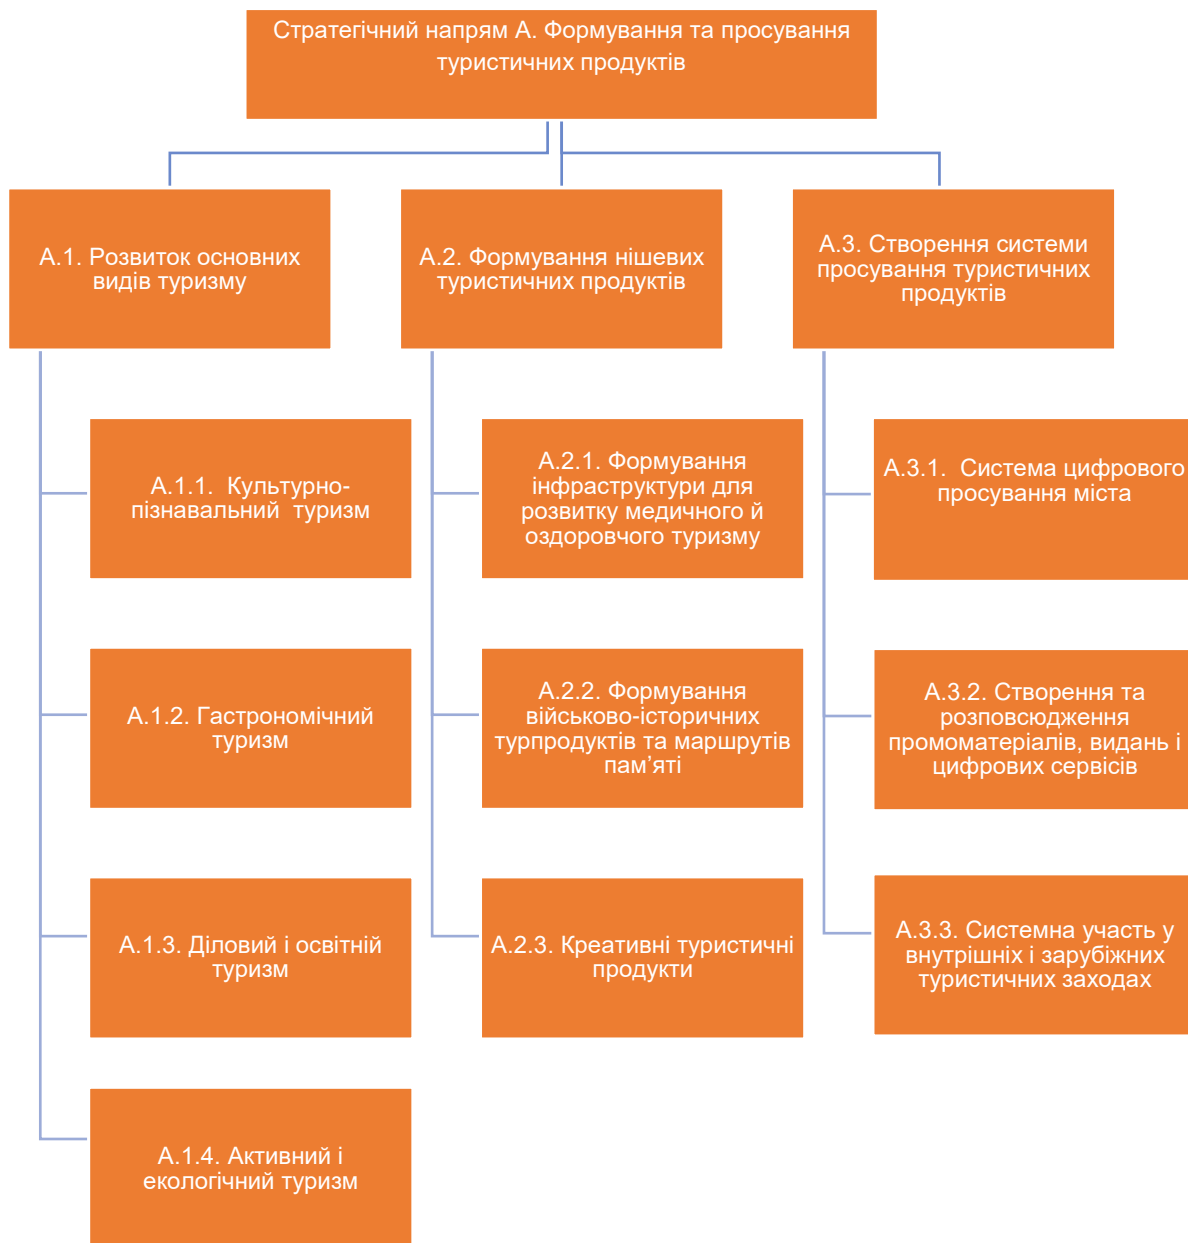 Стратегічний напрям А. Формування та просування
туристичних продуктів
А.1. Розвиток основних
видів туризму
А.2. Формування нішевих
туристичних продуктів
А.3. Створення системи
просування туристичних
продуктів
А.1.1. Культурно-
пізнавальний туризм
А.2.1. Формування
інфраструктури для
розвитку медичного й
оздоровчого туризму
А.3.1. Система цифрового
просування міста
А.1.2. Гастрономічний
туризм
А.2.2. Формування
військово-історичних
турпродуктів та маршрутів
пам’яті
А.3.2. Створення та
розповсюдження
промоматеріалів, видань і
цифрових сервісів
А.1.3. Діловий і освітній
туризм
А.2.3. Креативні туристичні
продукти
А.3.3. Системна участь у
внутрішніх і зарубіжних
туристичних заходах
А.1.4. Активний і
екологічний туризм